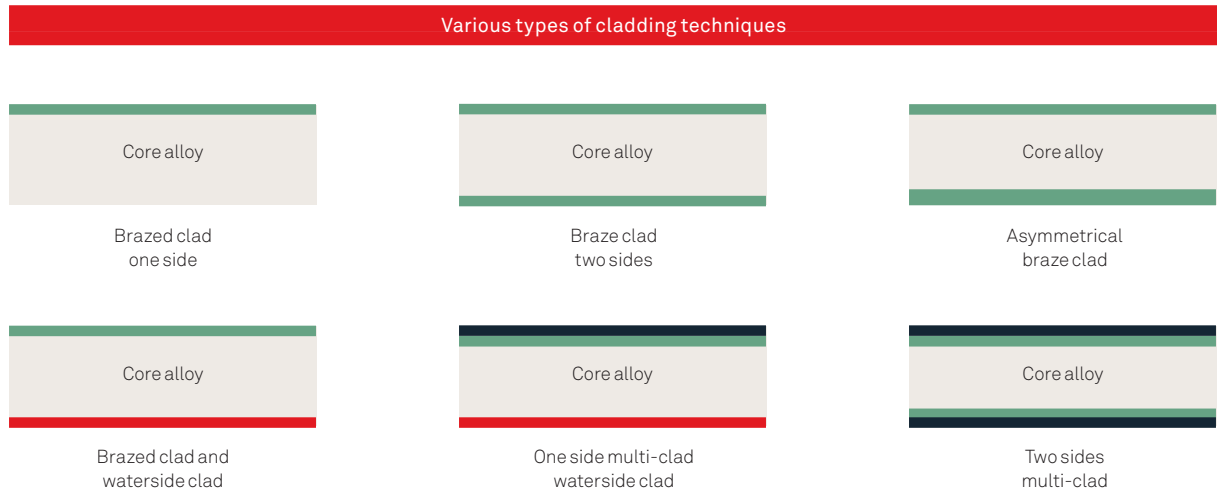 Various types of cladding techniques
Core alloy
Core alloy
Core alloy
Brazed clad
one side
Braze clad
two sides
Asymmetrical
braze clad
Core alloy
Core alloy
Core alloy
Brazed clad and
waterside clad
One side multi-clad
waterside clad
Two sides
multi-clad